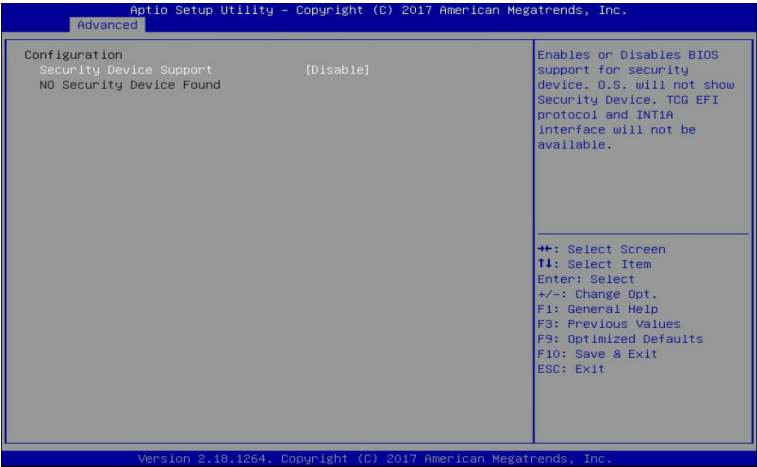 Aptio Setup Utility – Copyright (C) 2017 American Megatrends, Inc.
Advanced
Configuration
Security Device Support [Disable]
NO Security Device Found
Enables or Disables BIOS
support for security
device. O.S. will not show
Security Device. TCG EFI
protocol and INT1A
interface will not be
available.
→←: Select Screen
↑↓: Select Item
Enter: Select
+/-: Change Opt.
F1: General Help
F3: Previous Values
F9: Optimized Defaults
F10: Save & Exit
ESC: Exit
Version 2.18.1264. Copyright (C) 2017 American Megatrends, Inc.